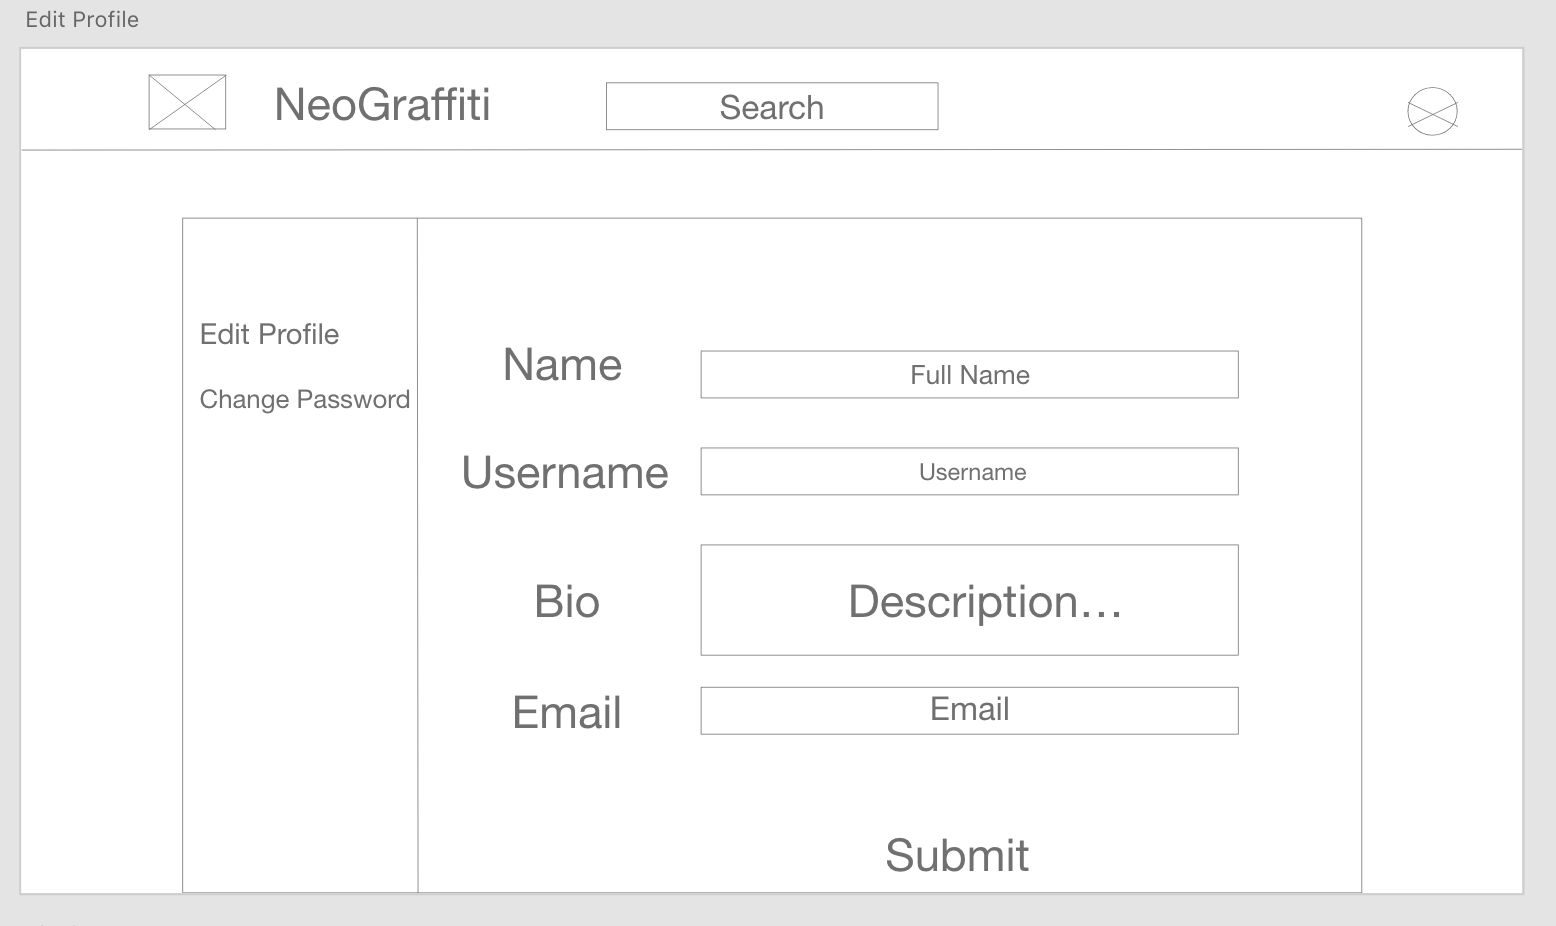 Edit Profile
NeoGraffiti
Search
Edit Profile
Change Password
Name
Full Name
Username
Username
Bio
Description...
Email
Email
Submit